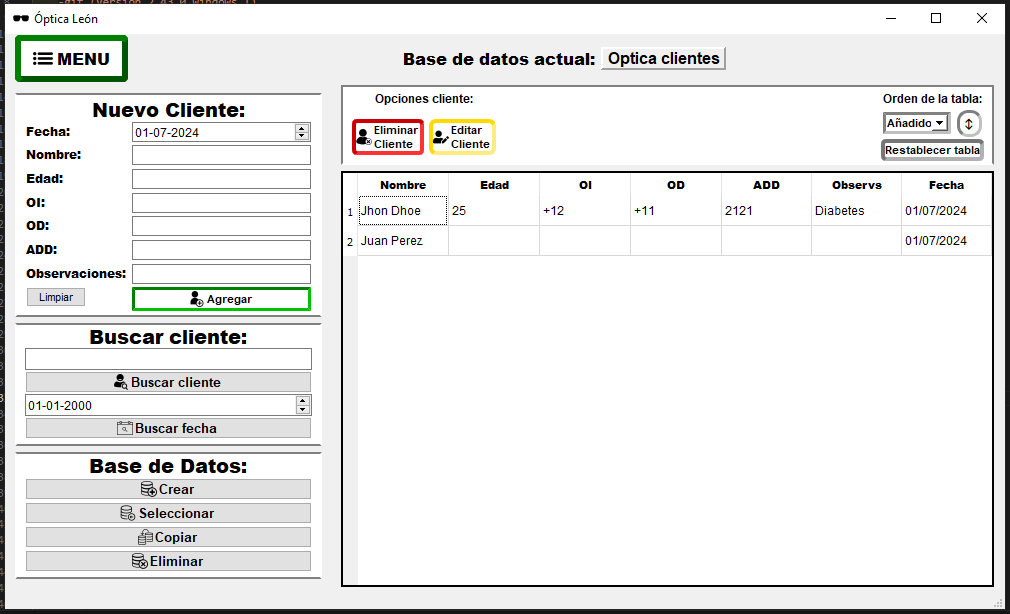 Óptica León
MENU
Base de datos actual: Optica clientes
Nuevo Cliente:
Fecha: 01-07-2024
Nombre:
Edad:
OI:
OD:
ADD:
Observaciones:
Limpiar
Agregar
Buscar cliente:
Buscar cliente
01-01-2000
Buscar fecha
Base de Datos:
Crear
Seleccionar
Copiar
Eliminar
Opciones cliente:
Eliminar
Cliente
Editar
Cliente
Orden de la tabla:
Añadido
Restablecer tabla
Nombre Edad OI OD ADD Observs Fecha
1 Jhon Dhoe 25 +12 +11 2121 Diabetes 01/07/2024
2 Juan Perez 01/07/2024